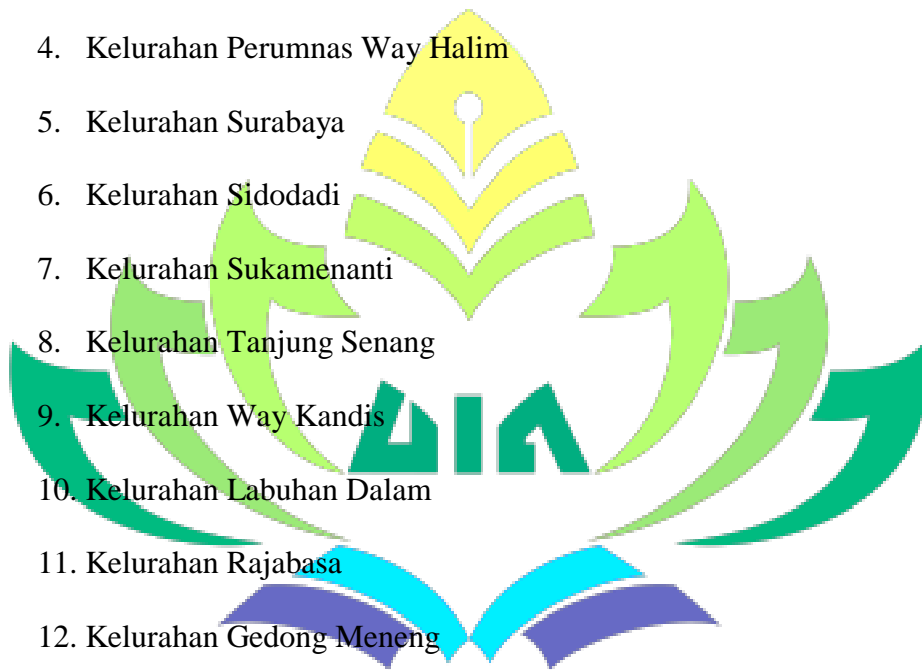 4. Kelurahan Perumnas Way Halim
5. Kelurahan Surabaya
6. Kelurahan Sidodadi
7. Kelurahan Sukamenanti
8. Kelurahan Tanjung Senang
9. Kelurahan Way Kandis
UIN
10. Kelurahan Labuhan Dalam
11. Kelurahan Rajabasa
12. Kelurahan Gedong Meneng